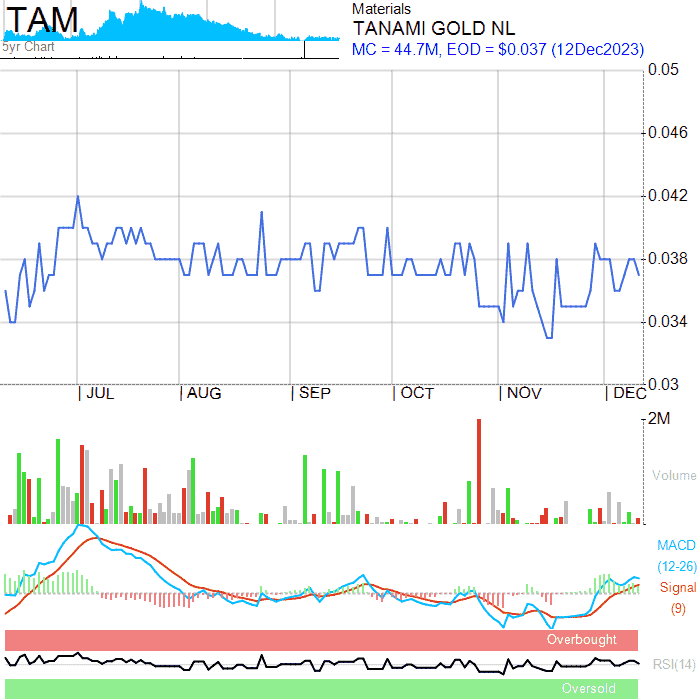 TAM
5yr Chart
Materials
TANAMI GOLD NL
MC = 44.7M, EOD = $0.037 (12Dec2023)
0.05
0.046
0.042
0.038
0.034
0.03
JUL
AUG
SEP
OCT
NOV
DEC
2M
Volume
MACD
(12-26)
Signal
(9)
Overbought
RSI(14)
Oversold